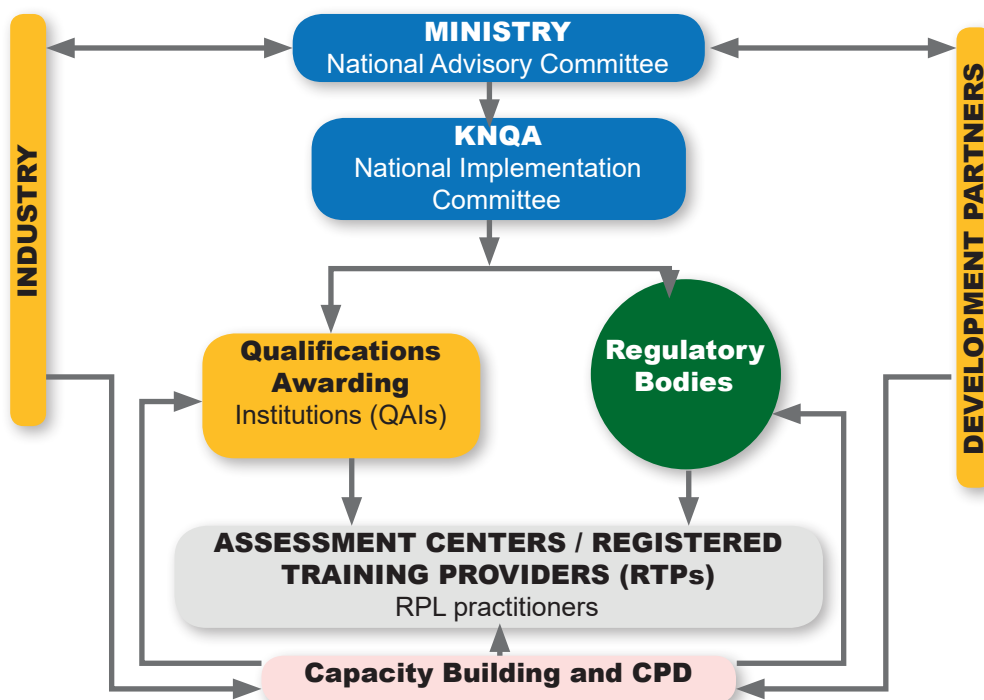 MINISTRY
National Advisory Committee
INDUSTRY
DEVELOPMENT PARTNERS
KNQA
National Implementation
Committee
Qualifications
Awarding
Institutions (QAIs)
Regulatory
Bodies
ASSESSMENT CENTERS / REGISTERED
TRAINING PROVIDERS (RTPs)
RPL practitioners
Capacity Building and CPD